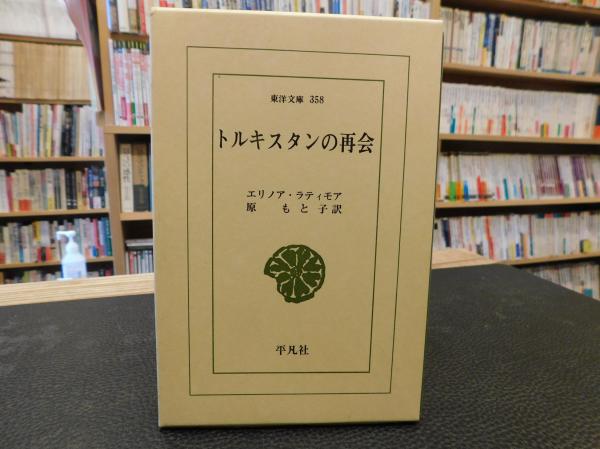 東洋文庫 358
トルキスタンの再会
エリノア・ラティモア
原 もと子訳
平凡社